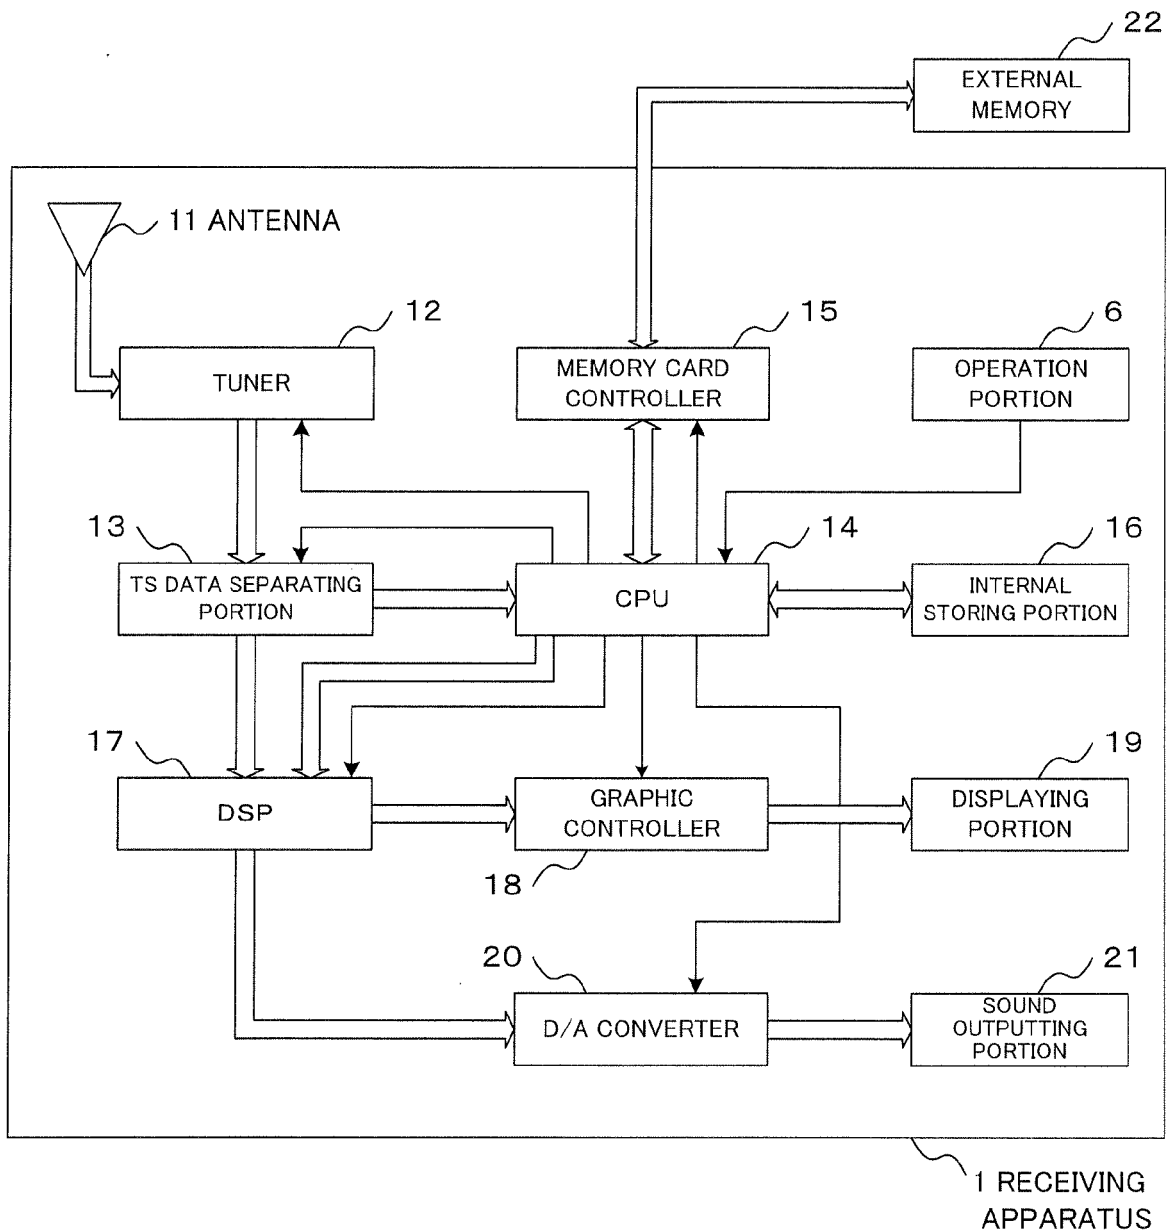 22
EXTERNAL
MEMORY
11 ANTENNA
12
TUNER
15
MEMORY CARD
CONTROLLER
6
OPERATION
PORTION
13
TS DATA SEPARATING
PORTION
14
CPU
16
INTERNAL
STORING PORTION
17
DSP
GRAPHIC
CONTROLLER
18
19
DISPLAYING
PORTION
20
D/A CONVERTER
21
SOUND
OUTPUTTING
PORTION
1 RECEIVING
APPARATUS